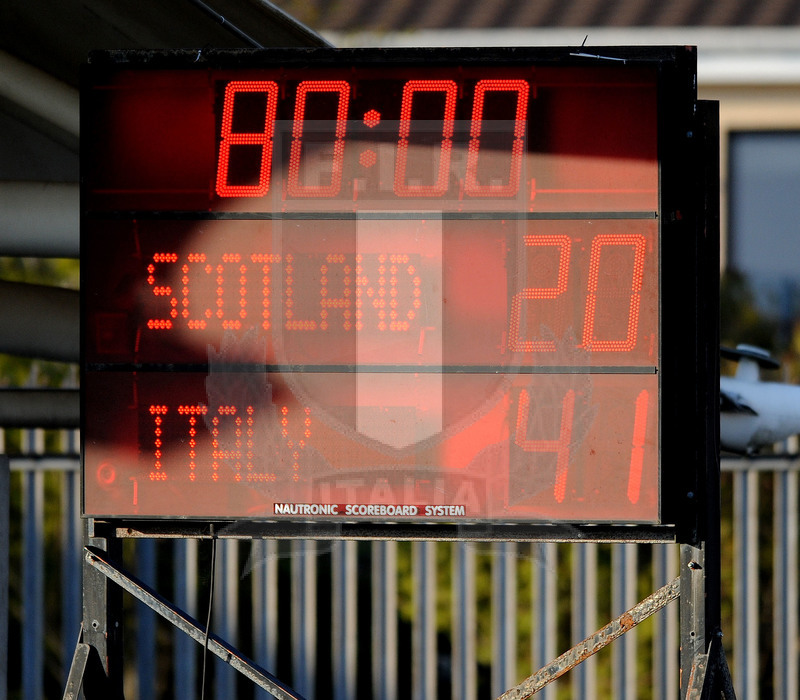 80:00
SCOTLAND 20
ITALY 41
NAUTRONIC SCOREBOARD SYSTEM
F.I.R.
ITALIA